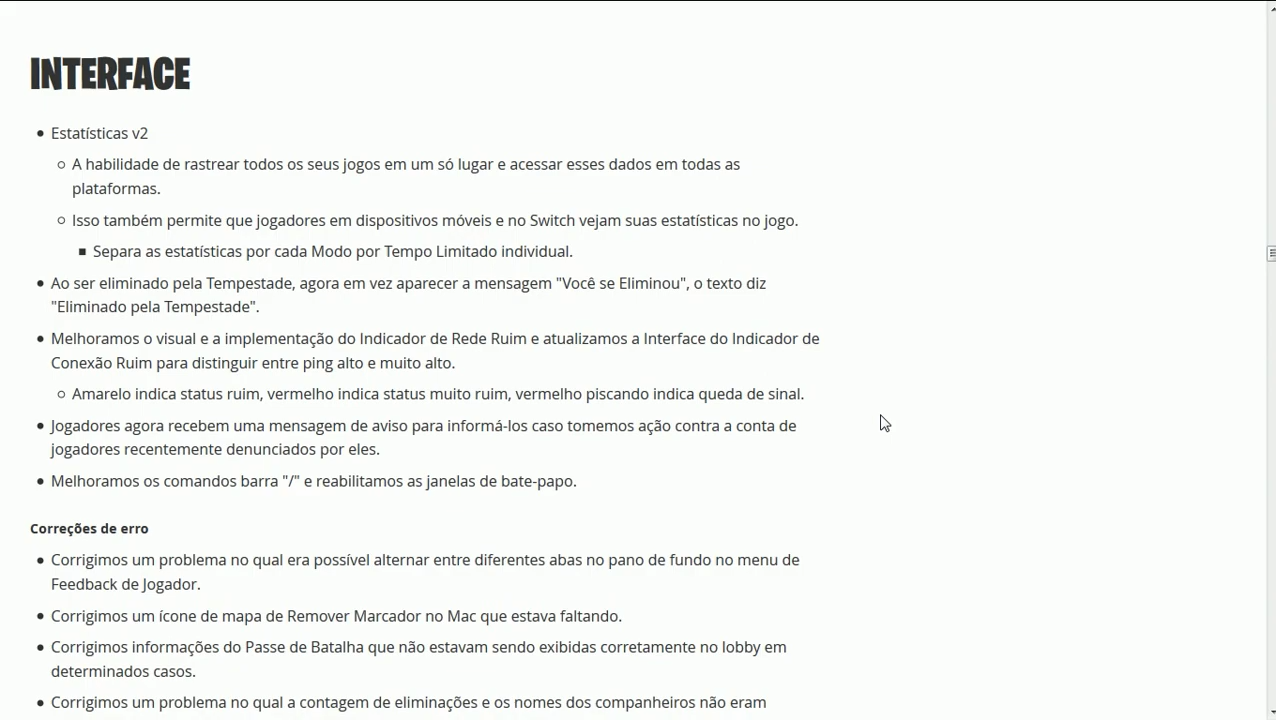 INTERFACE
Estatísticas v2
A habilidade de rastrear todos os seus jogos em um só lugar e acessar esses dados em todas as
plataformas.
Isso também permite que jogadores em dispositivos móveis e no Switch vejam suas estatísticas no jogo.
Separa as estatísticas por cada Modo por Tempo Limitado individual.
Ao ser eliminado pela Tempestade, agora em vez aparecer a mensagem "Você se Eliminou", o texto diz
"Eliminado pela Tempestade".
Melhoramos o visual e a implementação do Indicador de Rede Ruim e atualizamos a Interface do Indicador de
Conexão Ruim para distinguir entre ping alto e muito alto.
Amarelo indica status ruim, vermelho indica status muito ruim, vermelho piscando indica queda de sinal.
Jogadores agora recebem uma mensagem de aviso para informá-los caso tomemos ação contra a conta de
jogadores recentemente denunciados por eles.
Melhoramos os comandos barra "/" e reabilitamos as janelas de bate-papo.
Correções de erro
Corrigimos um problema no qual era possível alternar entre diferentes abas no pano de fundo no menu de
Feedback de Jogador.
Corrigimos um ícone de mapa de Remover Marcador no Mac que estava faltando.
Corrigimos informações do Passe de Batalha que não estavam sendo exibidas corretamente no lobby em
determinados casos.
Corrigimos um problema no qual a contagem de eliminações e os nomes dos companheiros não eram